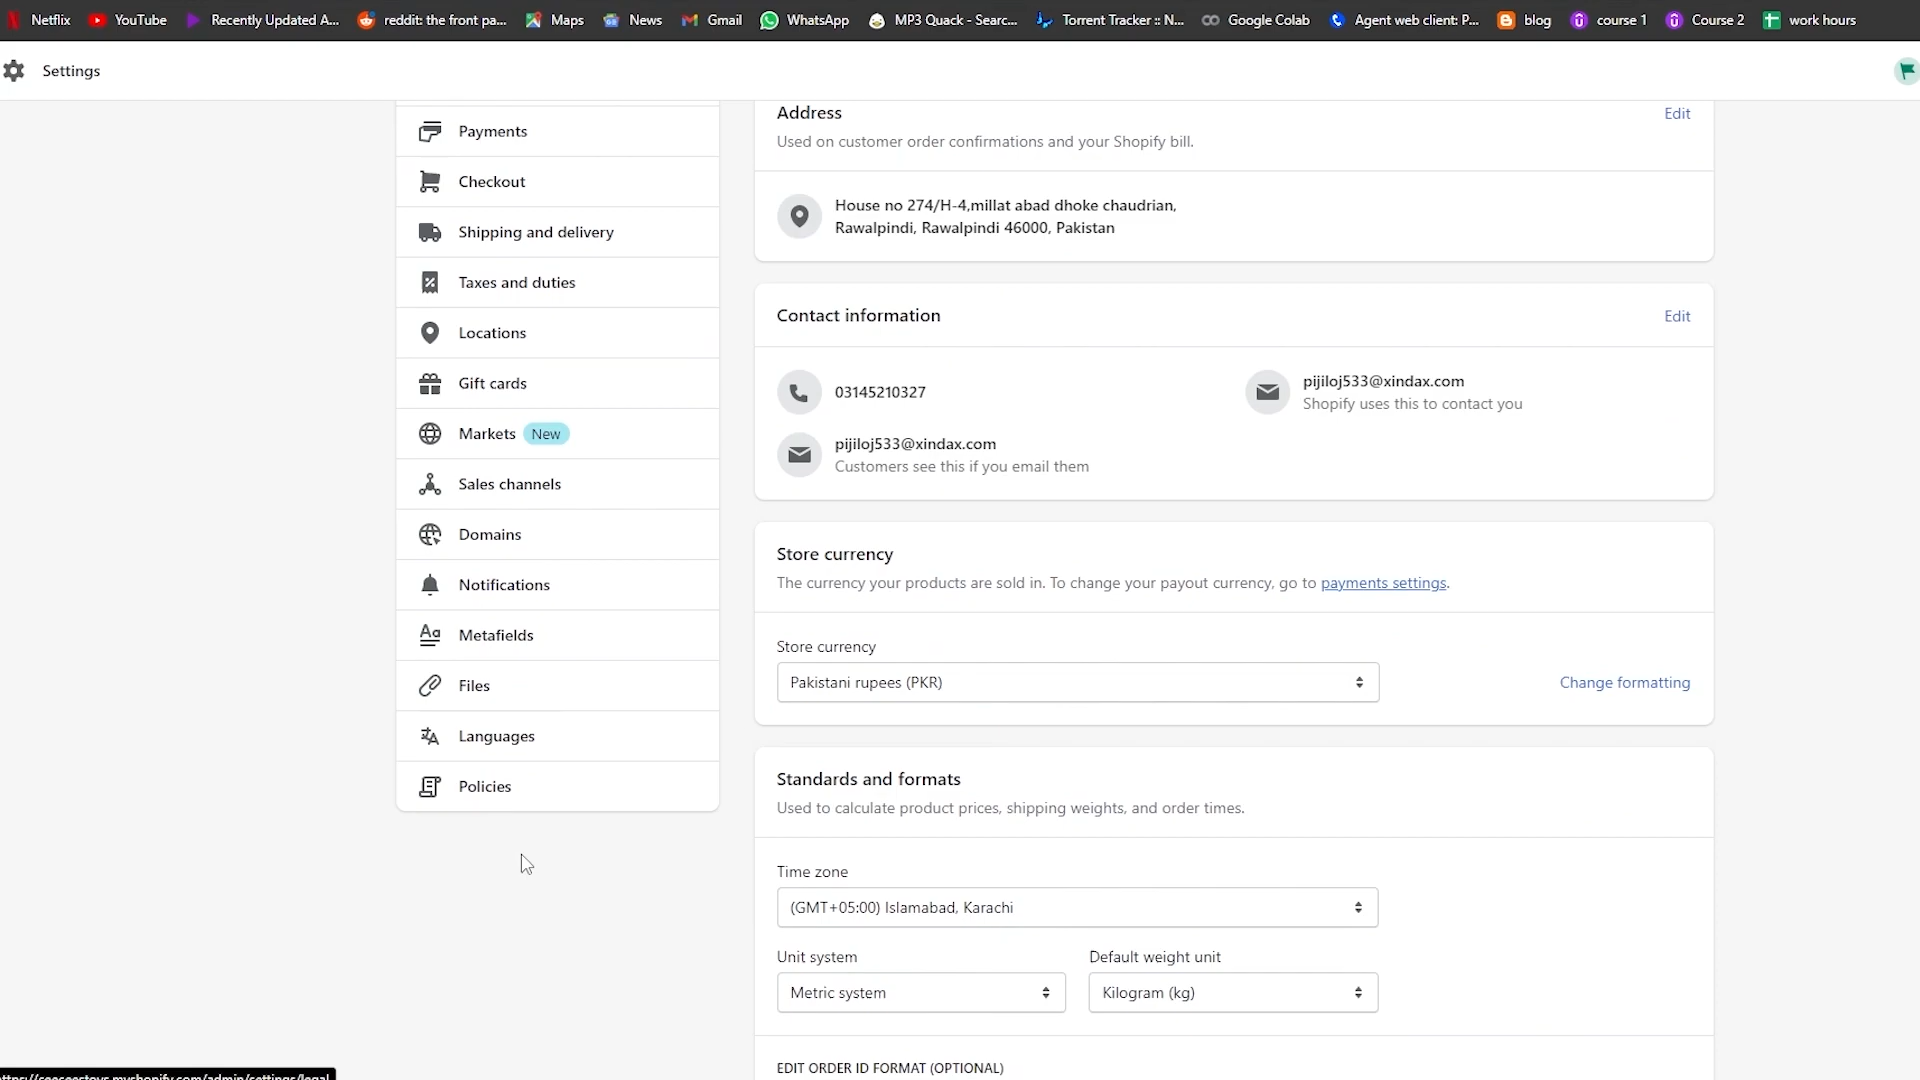 Netflix YouTube Recently Updated A... reddit: the front pa... Maps News Gmail WhatsApp MP3 Quack - Searc... Torrent Tracker :: N... Google Colab Agent web client: P... blog course 1 Course 2 work hours
Settings
Payments
Checkout
Shipping and delivery
Taxes and duties
Locations
Gift cards
Markets New
Sales channels
Domains
Notifications
Metafields
Files
Languages
Policies
Address Edit
Used on customer order confirmations and your Shopify bill.
House no 274/H-4,millat abad dhoke chaudrian,
Rawalpindi, Rawalpindi 46000, Pakistan
Contact information Edit
03145210327
pijiloj533@xindax.com
Shopify uses this to contact you
pijiloj533@xindax.com
Customers see this if you email them
Store currency
The currency your products are sold in. To change your payout currency, go to payments settings.
Store currency
Pakistani rupees (PKR) Change formatting
Standards and formats
Used to calculate product prices, shipping weights, and order times.
Time zone
(GMT+05:00) Islamabad, Karachi
Unit system Default weight unit
Metric system Kilogram (kg)
EDIT ORDER ID FORMAT (OPTIONAL)